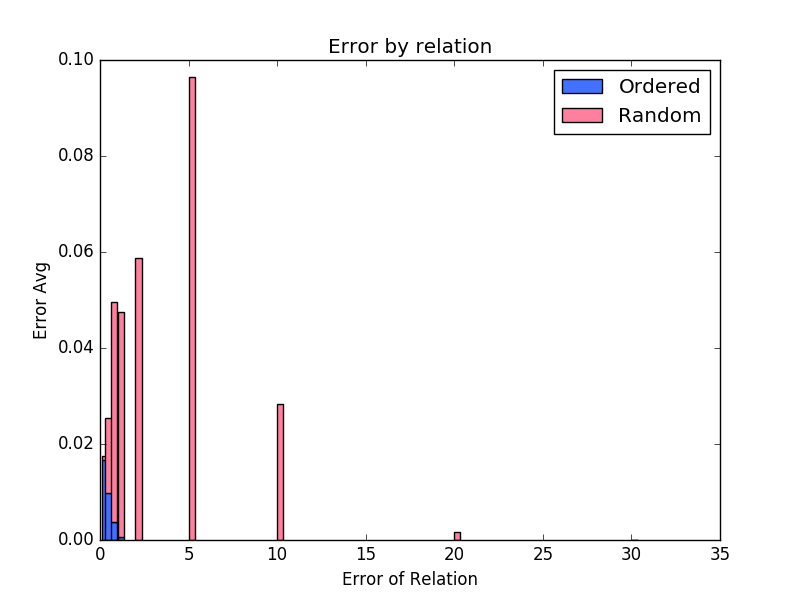 Error by relation
Ordered
Random
Error Avg
0.10
0.08
0.06
0.04
0.02
0.00
0 5 10 15 20 25 30 35
Error of Relation